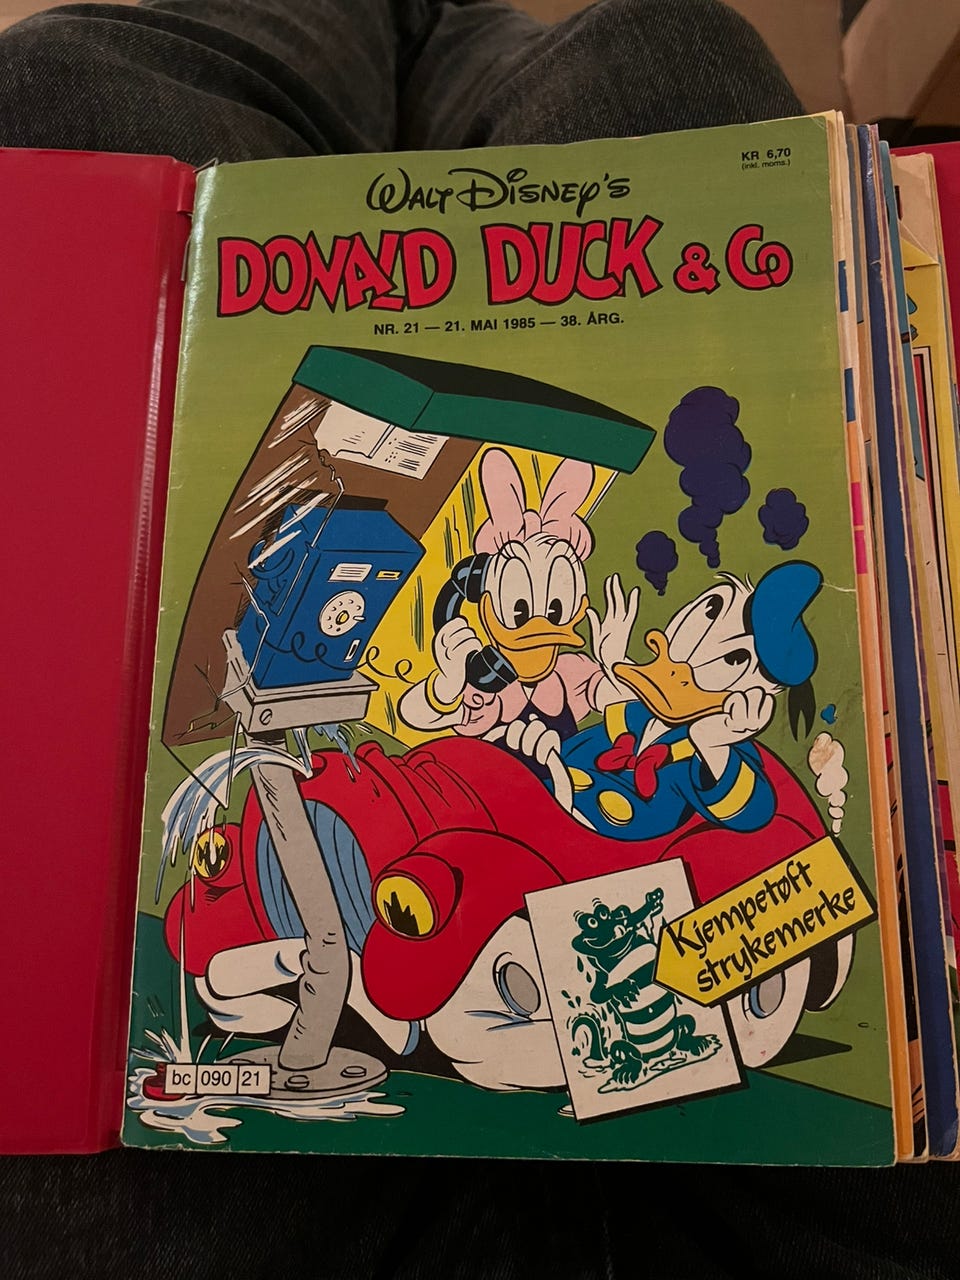 KR 6,70
(inkl. moms.)
WALT DISNEY'S
DONALD DUCK & Co
NR. 21 — 21. MAI 1985 — 38. ÅRG.
Kjempetøft
strykemerke
bc 090 21